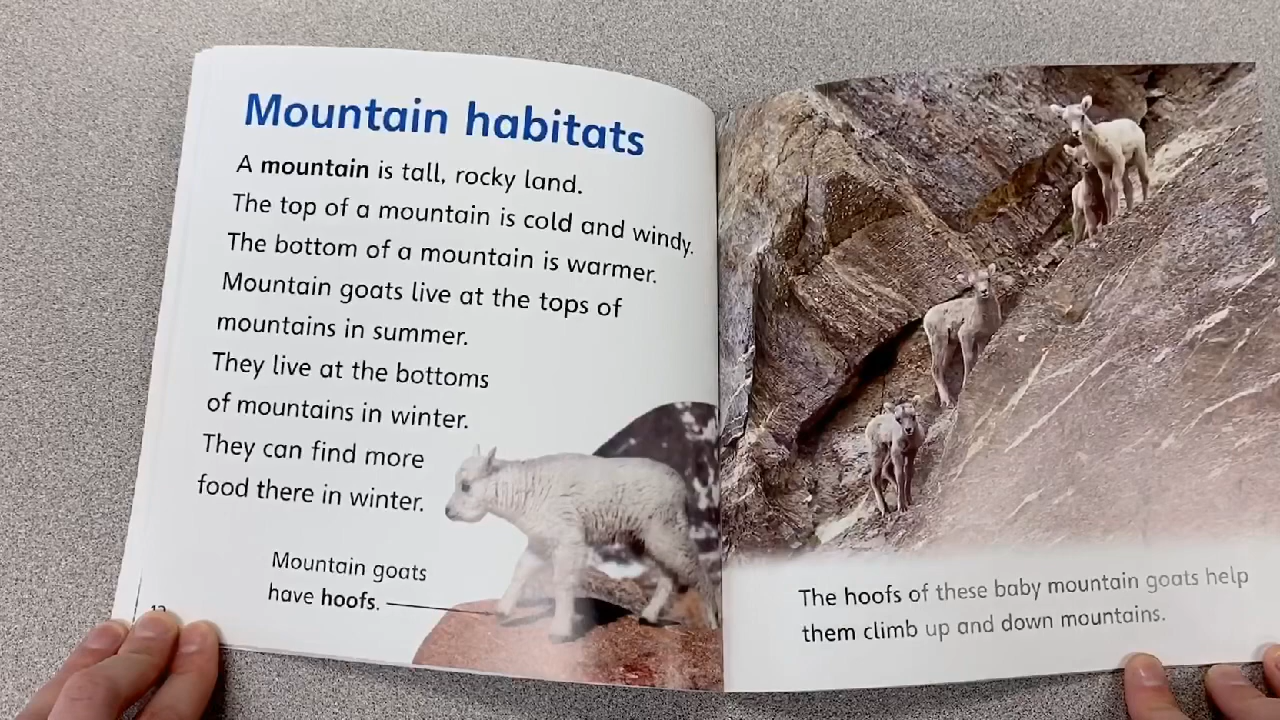 Mountain habitats
A mountain is tall, rocky land.
The top of a mountain is cold and windy.
The bottom of a mountain is warmer.
Mountain goats live at the tops of
mountains in summer.
They live at the bottoms
of mountains in winter.
They can find more
food there in winter.
Mountain goats
have hoofs.
The hoofs of these baby mountain goats help
them climb up and down mountains.